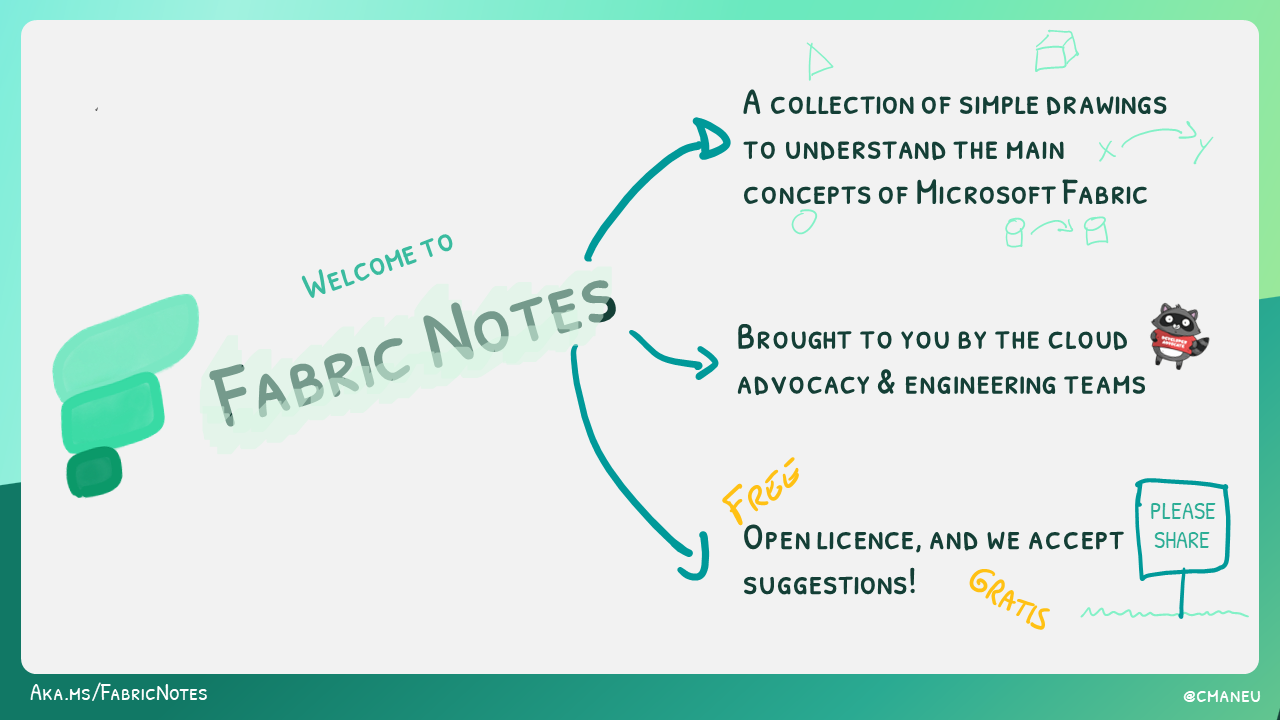 Welcome to
Fabric Notes
A collection of simple drawings
to understand the main
concepts of Microsoft Fabric
X
Y
Brought to you by the cloud
advocacy & engineering teams
DEVELOPER
ADVOCATE
Free
Open licence, and we accept
suggestions!
Gratis
PLEASE
SHARE
Aka.ms/FabricNotes
@cmaneu